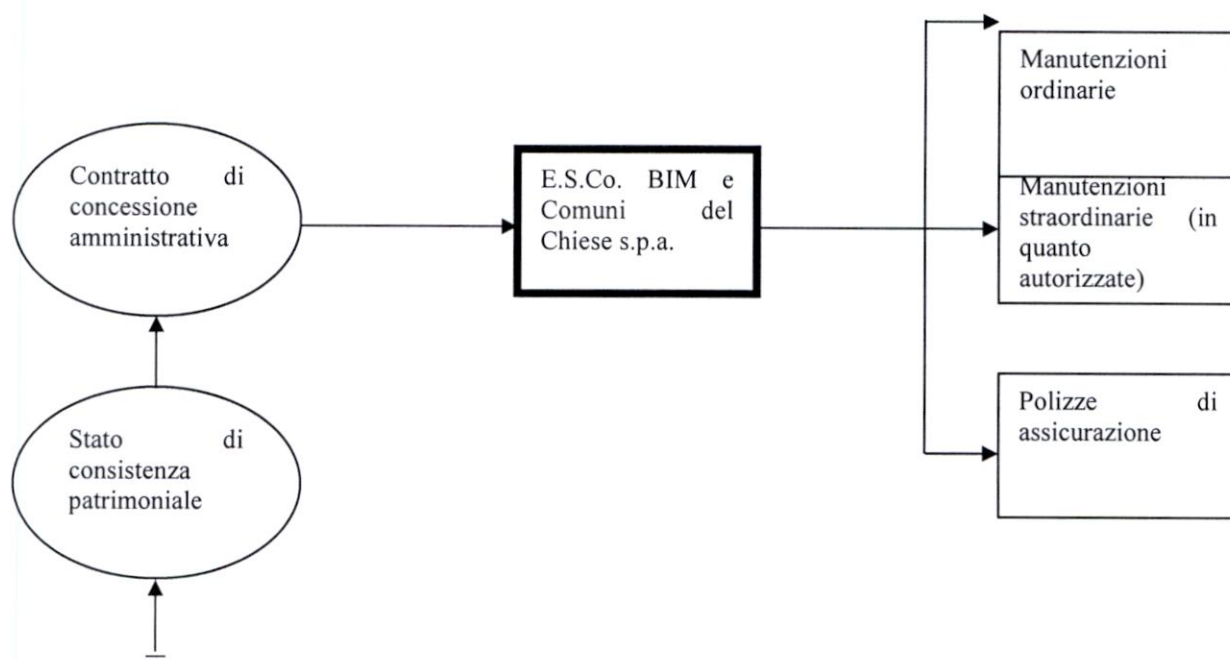 Contratto di
concessione
amministrativa
Stato di
consistenza
patrimoniale
E.S.Co. BIM e
Comuni del
Chiese s.p.a.
Manutenzioni
ordinarie
Manutenzioni
straordinarie (in
quanto
autorizzate)
Polizze di
assicurazione